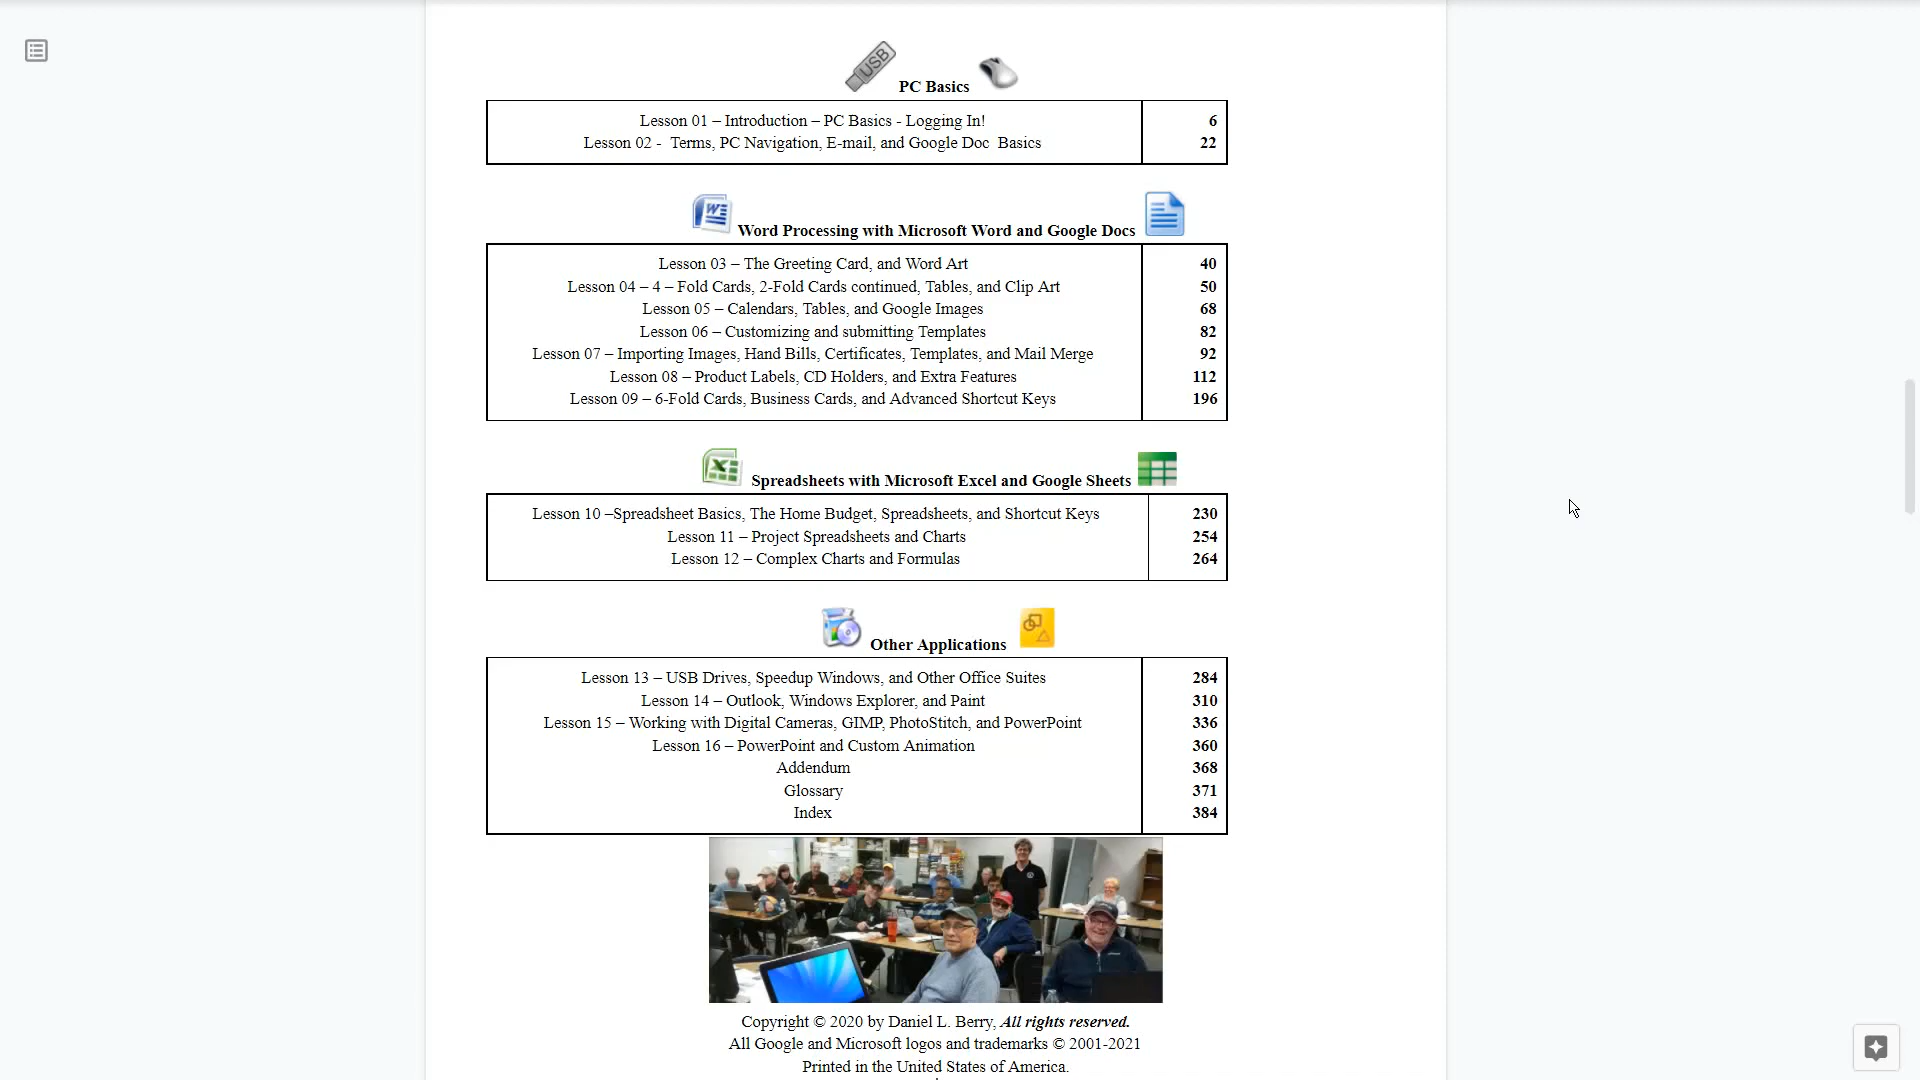 USB
PC Basics
Lesson 01 – Introduction – PC Basics - Logging In! 6
Lesson 02 -  Terms, PC Navigation, E-mail, and Google Doc  Basics 22
W
Word Processing with Microsoft Word and Google Docs
Lesson 03 – The Greeting Card, and Word Art 40
Lesson 04 – 4 – Fold Cards, 2-Fold Cards continued, Tables, and Clip Art 50
Lesson 05 – Calendars, Tables, and Google Images 68
Lesson 06 – Customizing and submitting Templates 82
Lesson 07 – Importing Images, Hand Bills, Certificates, Templates, and Mail Merge 92
Lesson 08 – Product Labels, CD Holders, and Extra Features 112
Lesson 09 – 6-Fold Cards, Business Cards, and Advanced Shortcut Keys 196
X
Spreadsheets with Microsoft Excel and Google Sheets
Lesson 10 –Spreadsheet Basics, The Home Budget, Spreadsheets, and Shortcut Keys 230
Lesson 11 – Project Spreadsheets and Charts 254
Lesson 12 – Complex Charts and Formulas 264
Other Applications
Lesson 13 – USB Drives, Speedup Windows, and Other Office Suites 284
Lesson 14 – Outlook, Windows Explorer, and Paint 310
Lesson 15 – Working with Digital Cameras, GIMP, PhotoStitch, and PowerPoint 336
Lesson 16 – PowerPoint and Custom Animation 360
Addendum 368
Glossary 371
Index 384
Copyright © 2020 by Daniel L. Berry, All rights reserved.
All Google and Microsoft logos and trademarks © 2001-2021
Printed in the United States of America.